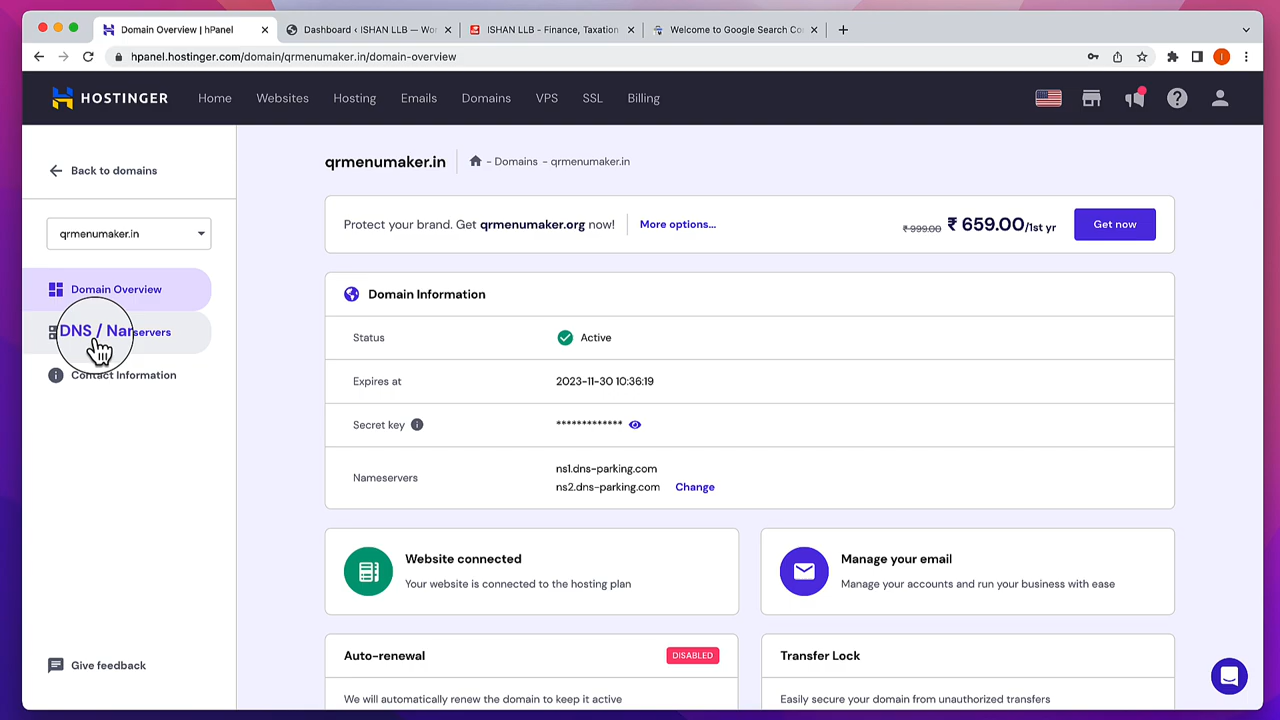 Domain Overview | hPanel
Dashboard ‹ ISHAN LLB — Wor
ISHAN LLB - Finance, Taxation
Welcome to Google Search Co
hpanel.hostinger.com/domain/qrmenumaker.in/domain-overview
I
HOSTINGER
Home
Websites
Hosting
Emails
Domains
VPS
SSL
Billing
Back to domains
qrmenumaker.in
Domain Overview
DNS / Nameservers
Contact Information
Give feedback
qrmenumaker.in
- Domains - qrmenumaker.in
Protect your brand. Get qrmenumaker.org now!
More options...
₹ 999.00 ₹ 659.00/1st yr
Get now
Domain Information
Status
Active
Expires at
2023-11-30 10:36:19
Secret key
*************
Nameservers
ns1.dns-parking.com
ns2.dns-parking.com
Change
Website connected
Your website is connected to the hosting plan
Manage your email
Manage your accounts and run your business with ease
Auto-renewal
DISABLED
We will automatically renew the domain to keep it active
Transfer Lock
Easily secure your domain from unauthorized transfers